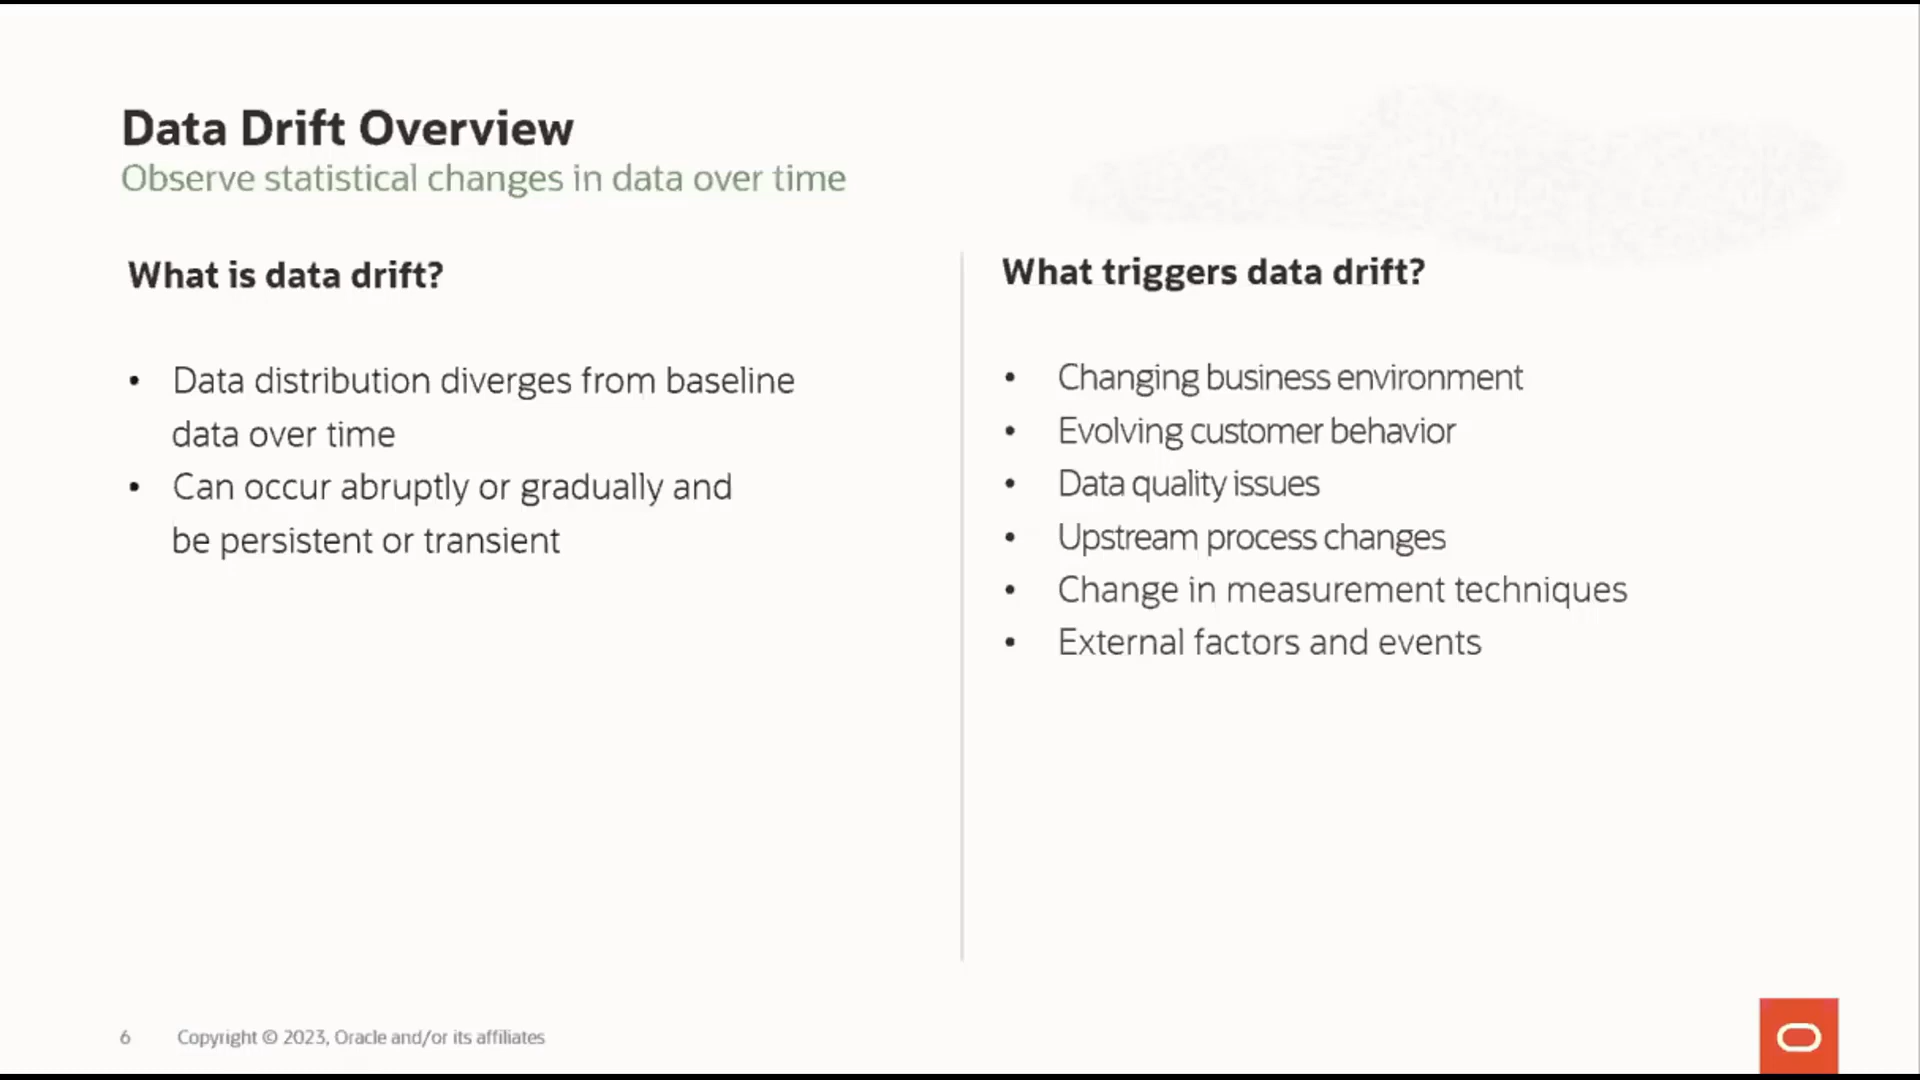 Data Drift Overview
Observe statistical changes in data over time
What is data drift?
• Data distribution diverges from baseline
data over time
• Can occur abruptly or gradually and
be persistent or transient
What triggers data drift?
• Changing business environment
• Evolving customer behavior
• Data quality issues
• Upstream process changes
• Change in measurement techniques
• External factors and events
6 Copyright © 2023, Oracle and/or its affiliates